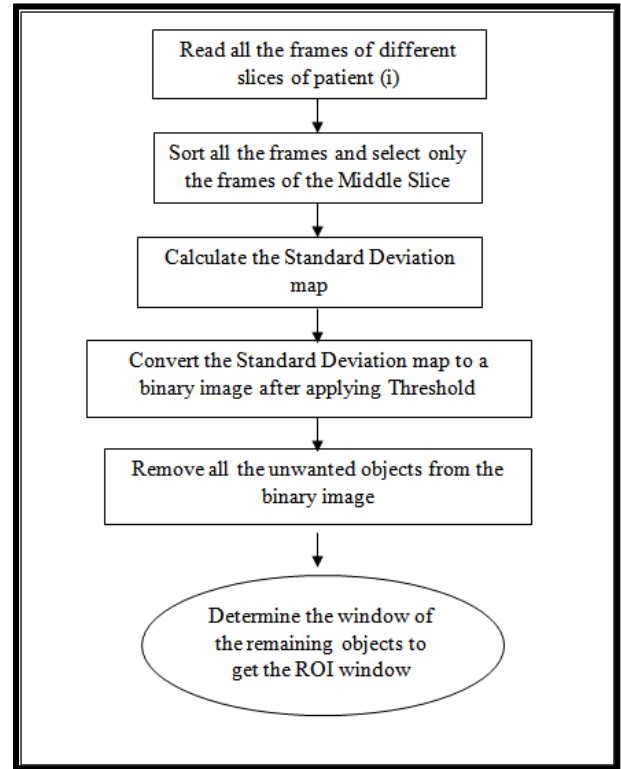 Read all the frames of different
slices of patient (i)
Sort all the frames and select only
the frames of the Middle Slice
Calculate the Standard Deviation
map
Convert the Standard Deviation map to a
binary image after applying Threshold
Remove all the unwanted objects from the
binary image
Determine the window of
the remaining objects to
get the ROI window